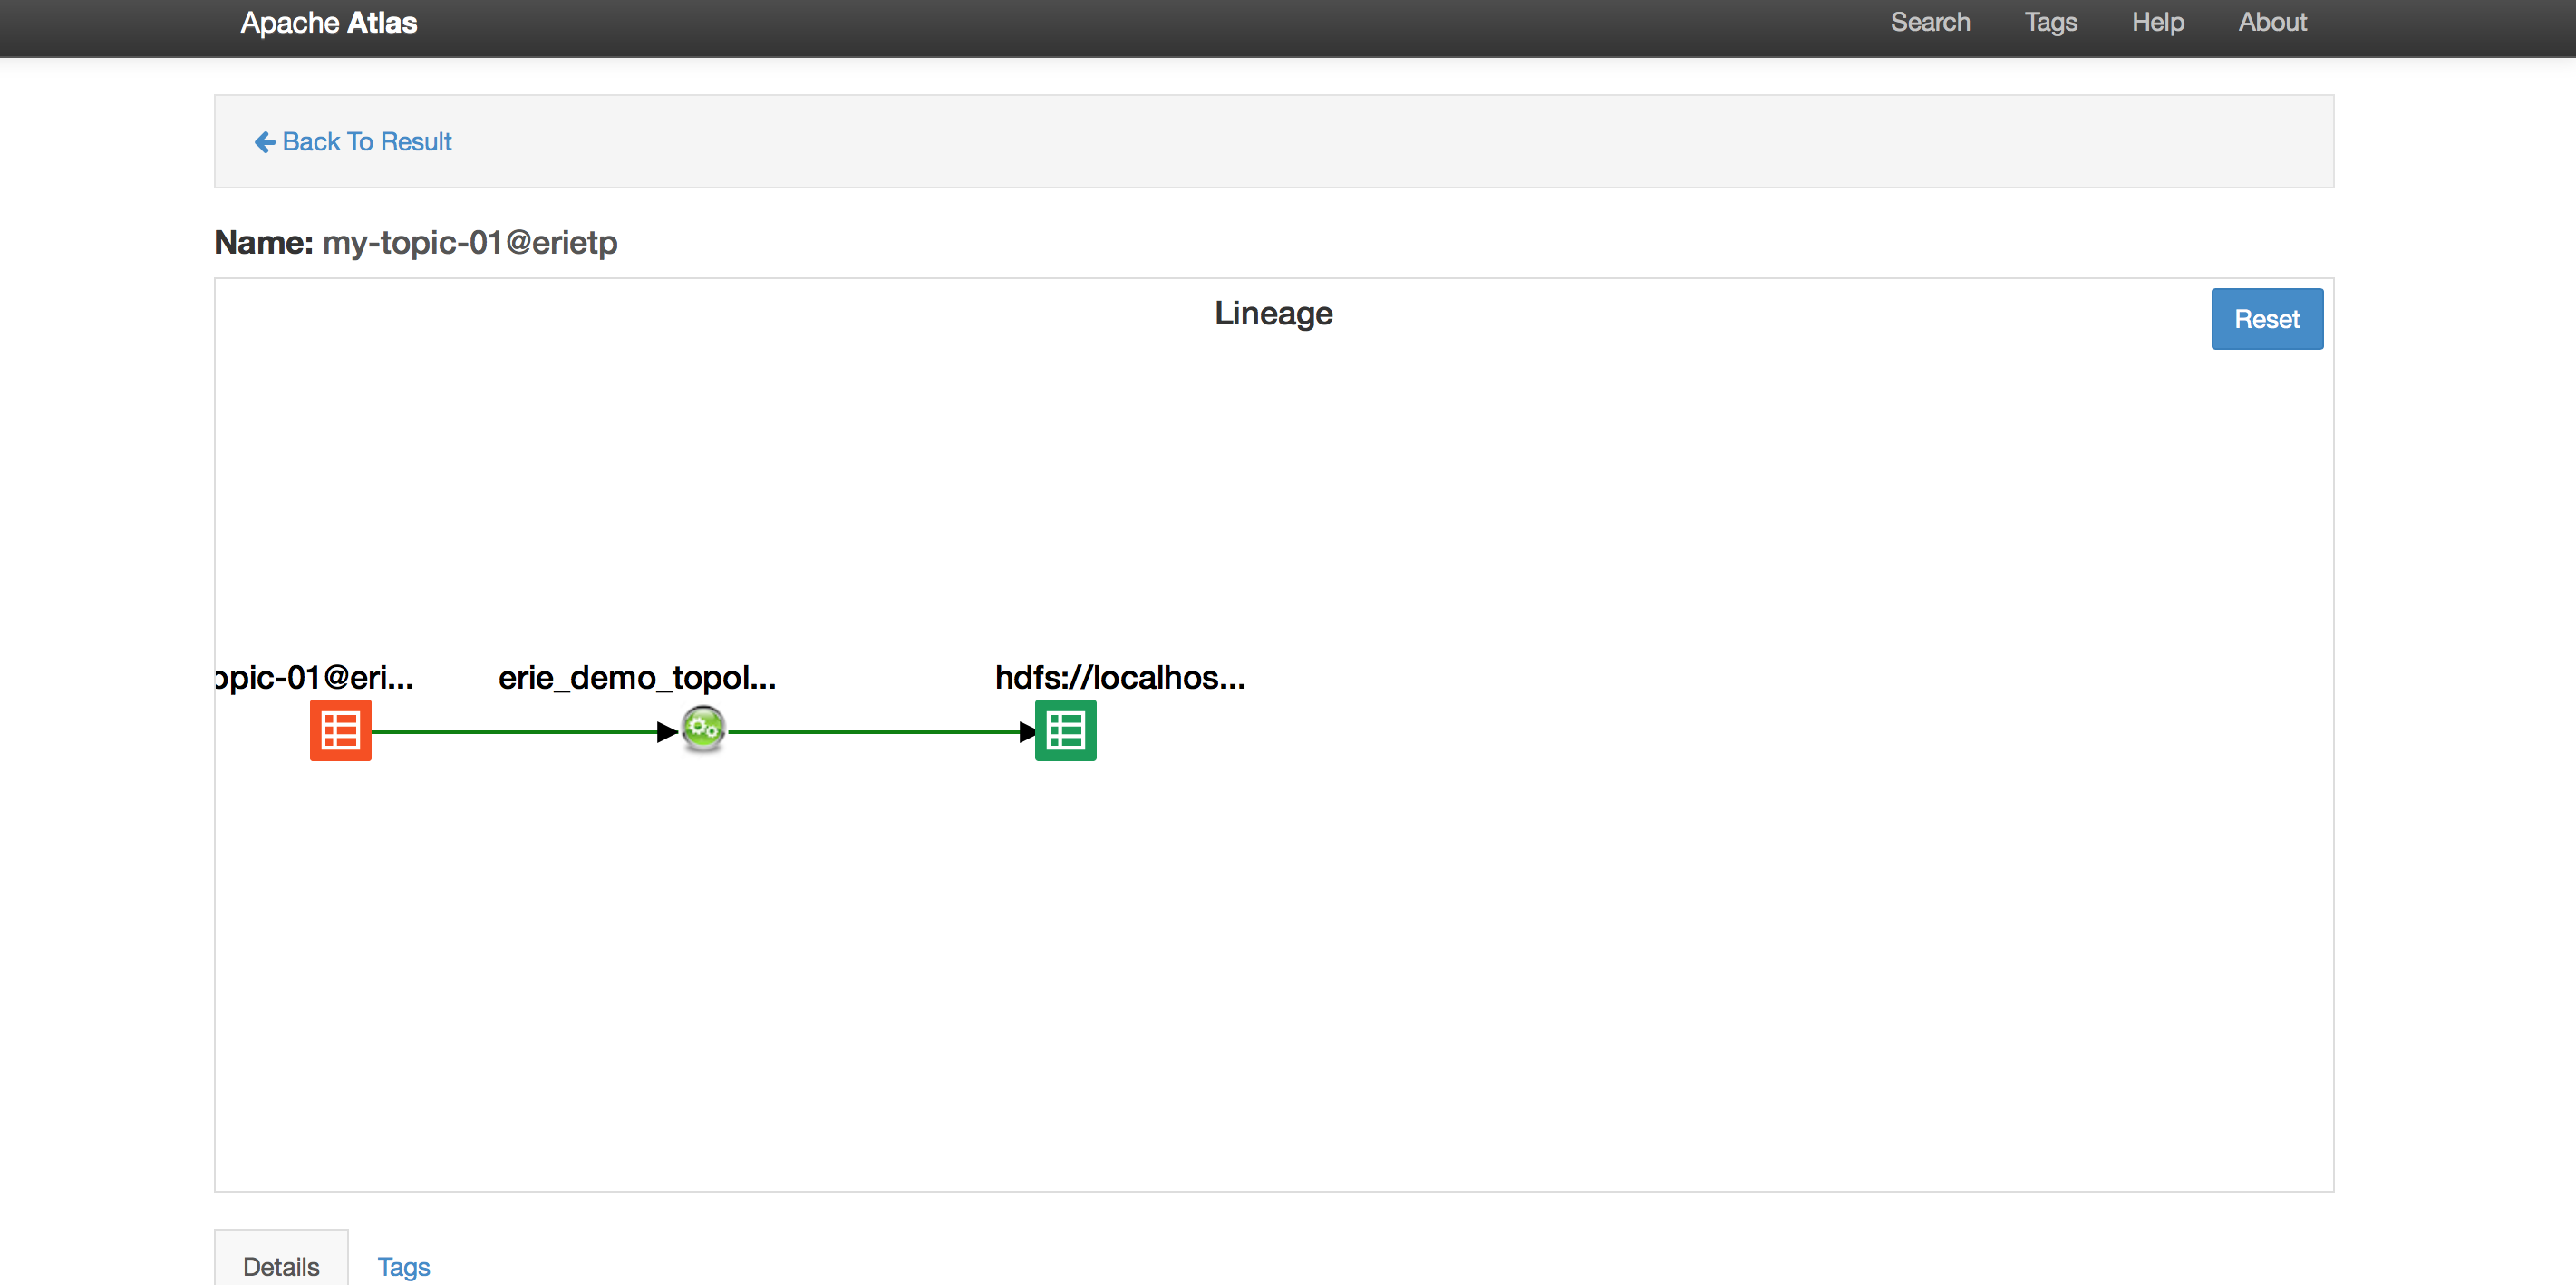 Apache Atlas Search Tags Help About
Back To Result
Name: my-topic-01@erietp
Lineage
Reset
opic-01@eri... erie_demo_topol... hdfs://localhos...
Details Tags